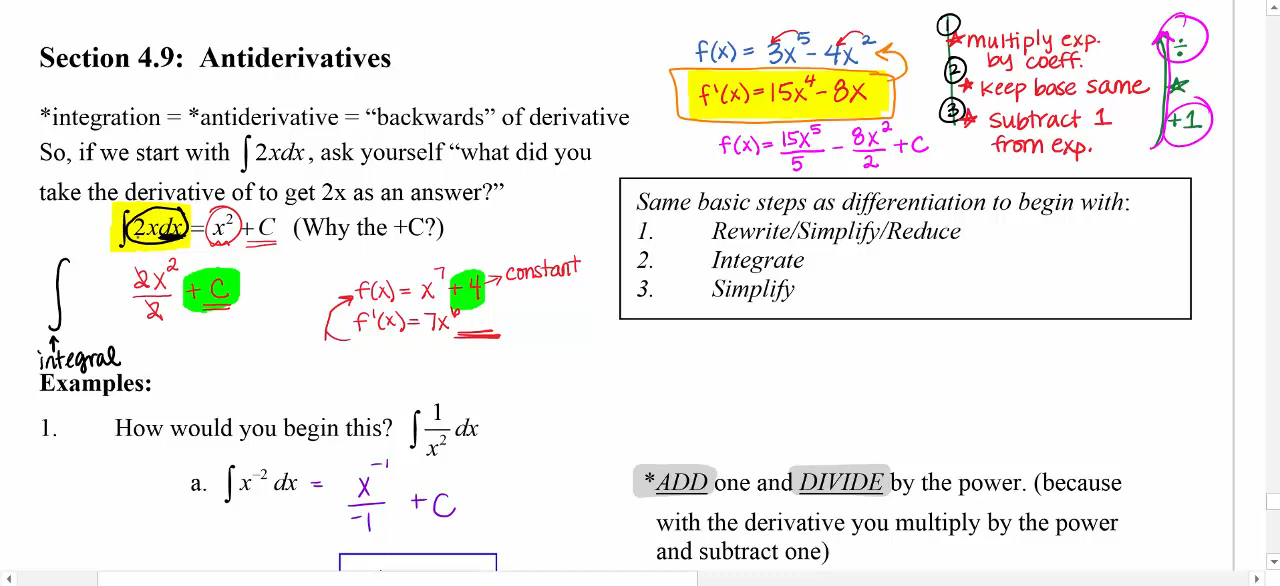 Section 4.9: Antiderivatives
*integration = *antiderivative = “backwards” of derivative
So, if we start with ∫2xdx, ask yourself “what did you
take the derivative of to get 2x as an answer?”
∫2xdx = x² + C (Why the +C?)
2x²/2 + C
∫
integral
f(x) = x⁷ + 4 → constant
f'(x) = 7x⁶
f(x) = 3x⁵ - 4x²
f'(x) = 15x⁴ - 8x
f(x) = 15x⁵/5 - 8x²/2 + C
① * multiply exp.
by coeff.
② * keep base same
③ * subtract 1
from exp.
÷
*
+1
Same basic steps as differentiation to begin with:
1. Rewrite/Simplify/Reduce
2. Integrate
3. Simplify
Examples:
1. How would you begin this? ∫ 1/x² dx
a. ∫ x⁻² dx = x⁻¹/-1 + C
*ADD one and DIVIDE by the power. (because
with the derivative you multiply by the power
and subtract one)